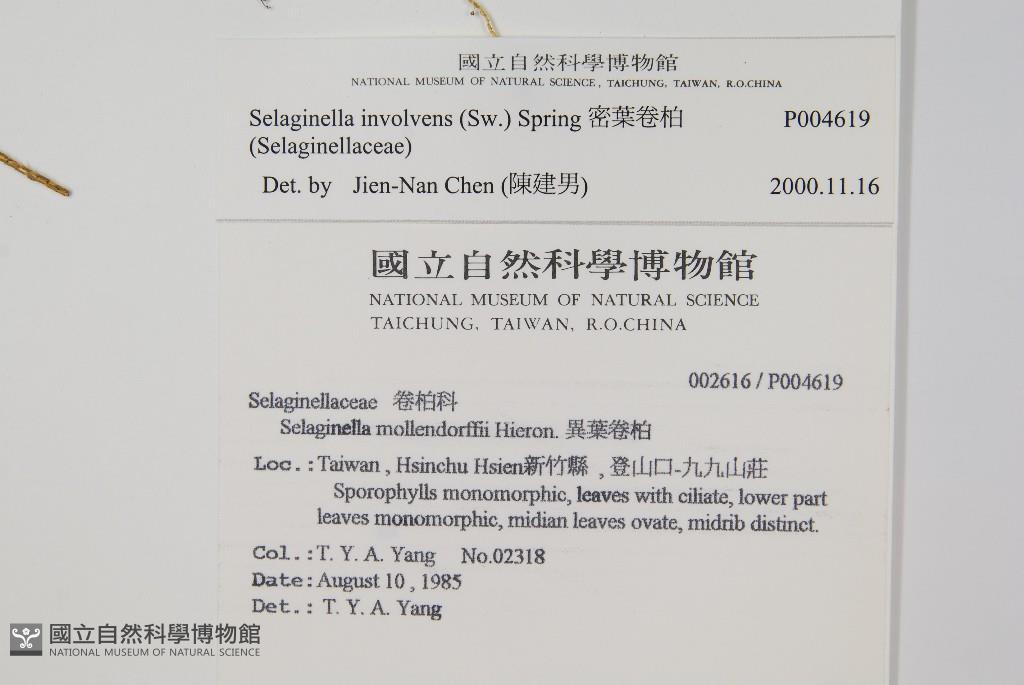 國立自然科學博物館
NATIONAL MUSEUM OF NATURAL SCIENCE, TAICHUNG, TAIWAN, R.O.CHINA
Selaginella involvens (Sw.) Spring 密葉卷柏 P004619
(Selaginellaceae)
Det. by Jien-Nan Chen (陳建男) 2000.11.16
國立自然科學博物館
NATIONAL MUSEUM OF NATURAL SCIENCE
TAICHUNG, TAIWAN, R.O.CHINA
002616 / P004619
Selaginellaceae 卷柏科
Selaginella mollendorffii Hieron. 異葉卷柏
Loc.: Taiwan , Hsinchu Hsien新竹縣 , 登山口-九九山莊
Sporophylls monomorphic, leaves with ciliate, lower part
leaves monomorphic, midian leaves ovate, midrib distinct.
Col.: T. Y. A. Yang No.02318
Date: August 10 , 1985
Det.: T. Y. A. Yang
國立自然科學博物館
NATIONAL MUSEUM OF NATURAL SCIENCE